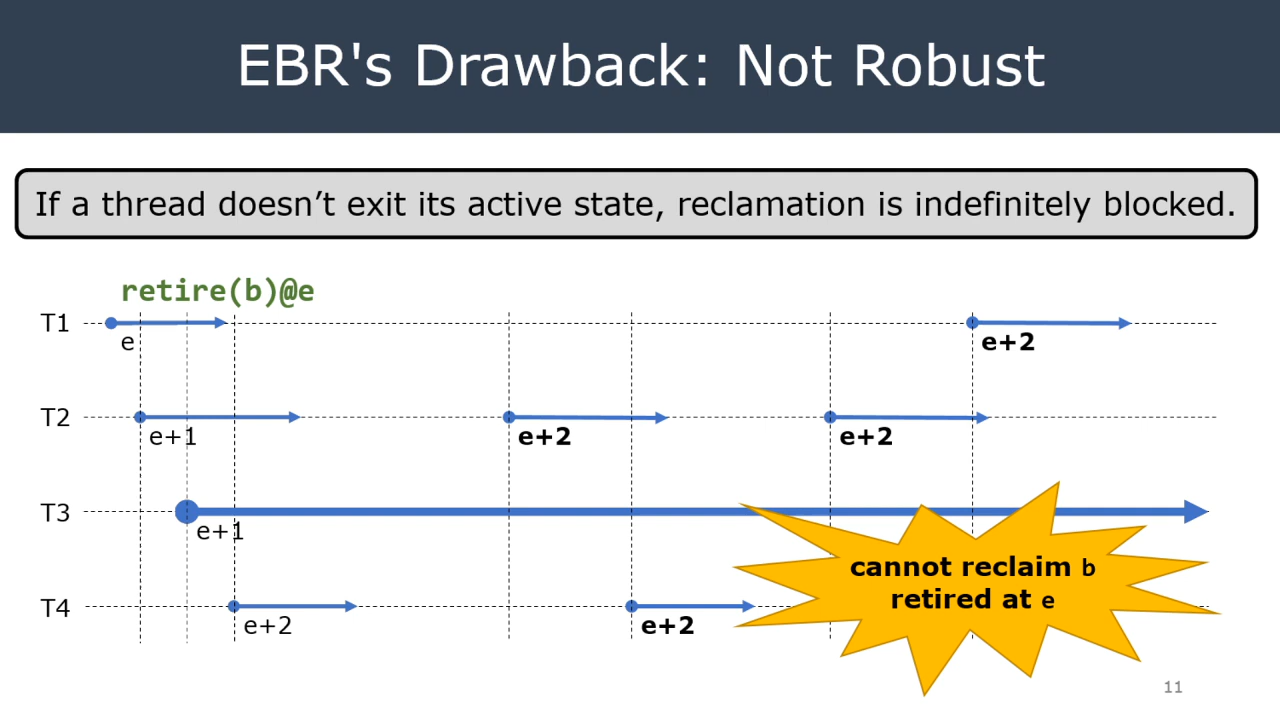 EBR's Drawback: Not Robust
If a thread doesn’t exit its active state, reclamation is indefinitely blocked.
retire(b)@e
T1
e
e+2
T2
e+1
e+2
e+2
T3
e+1
cannot reclaim b
retired at e
T4
e+2
e+2
11